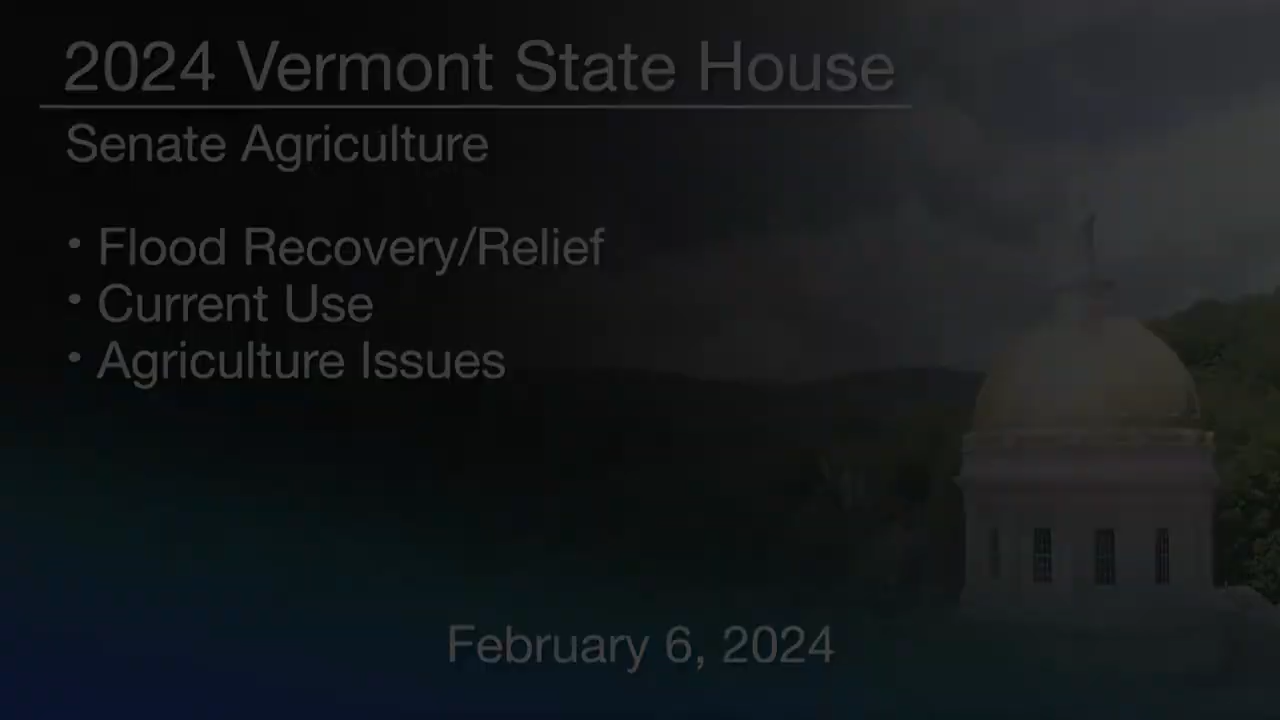 2024 Vermont State House
Senate Agriculture
• Flood Recovery/Relief
• Current Use
• Agriculture Issues
February 6, 2024